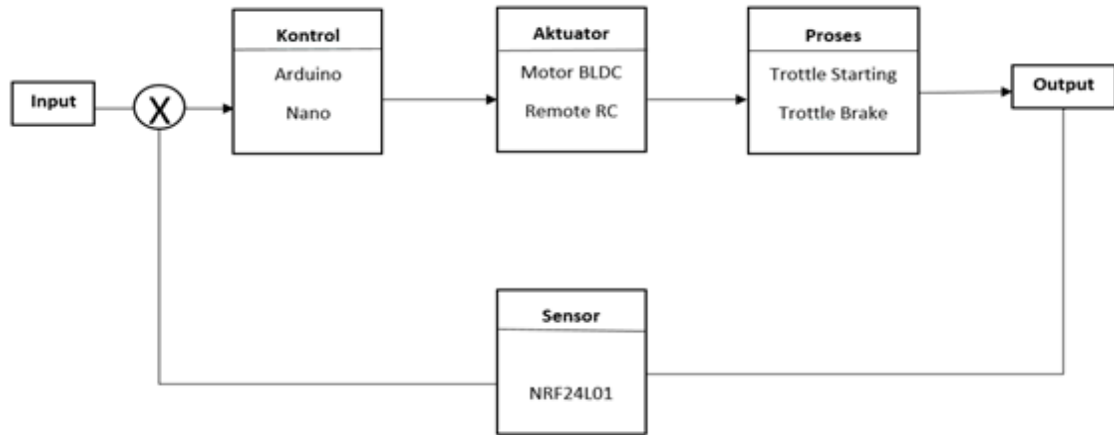 Input
X
Kontrol
Arduino
Nano
Aktuator
Motor BLDC
Remote RC
Proses
Trottle Starting
Trottle Brake
Output
Sensor
NRF24L01